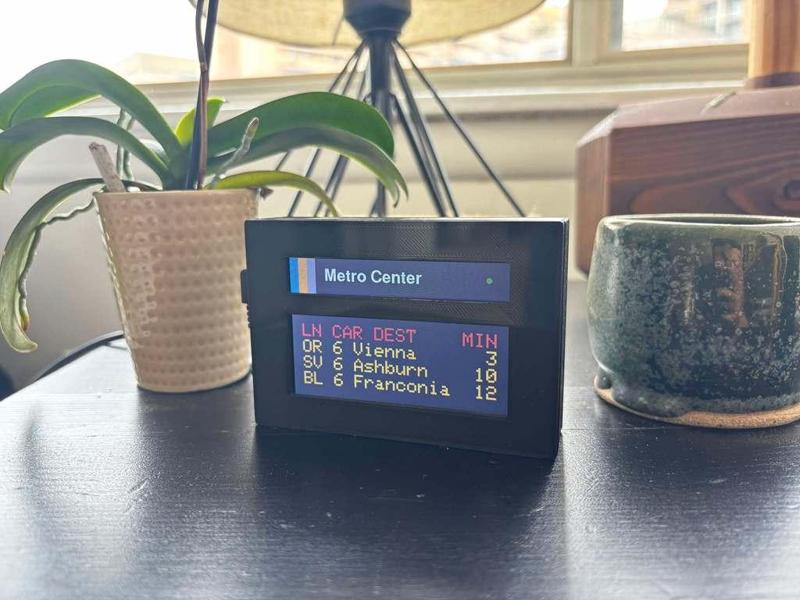 Metro Center
LN CAR DEST MIN
OR 6 Vienna 3
SV 6 Ashburn 10
BL 6 Franconia 12